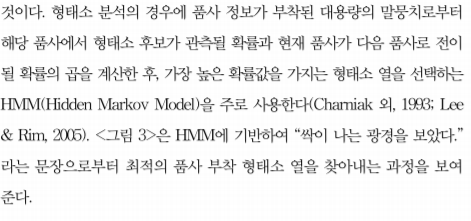 것이다. 형태소 분석의 경우에 품사 정보가 부착된 대용량의 말뭉치로부터
해당 품사에서 형태소 후보가 관측될 확률과 현재 품사가 다음 품사로 전이
될 확률의 곱을 계산한 후, 가장 높은 확률값을 가지는 형태소 열을 선택하는
HMM(Hidden Markov Model)을 주로 사용한다(Charniak 외, 1993; Lee
& Rim, 2005). <그림 3>은 HMM에 기반하여 “싹이 나는 광경을 보았다.”
라는 문장으로부터 최적의 품사 부착 형태소 열을 찾아내는 과정을 보여
준다.